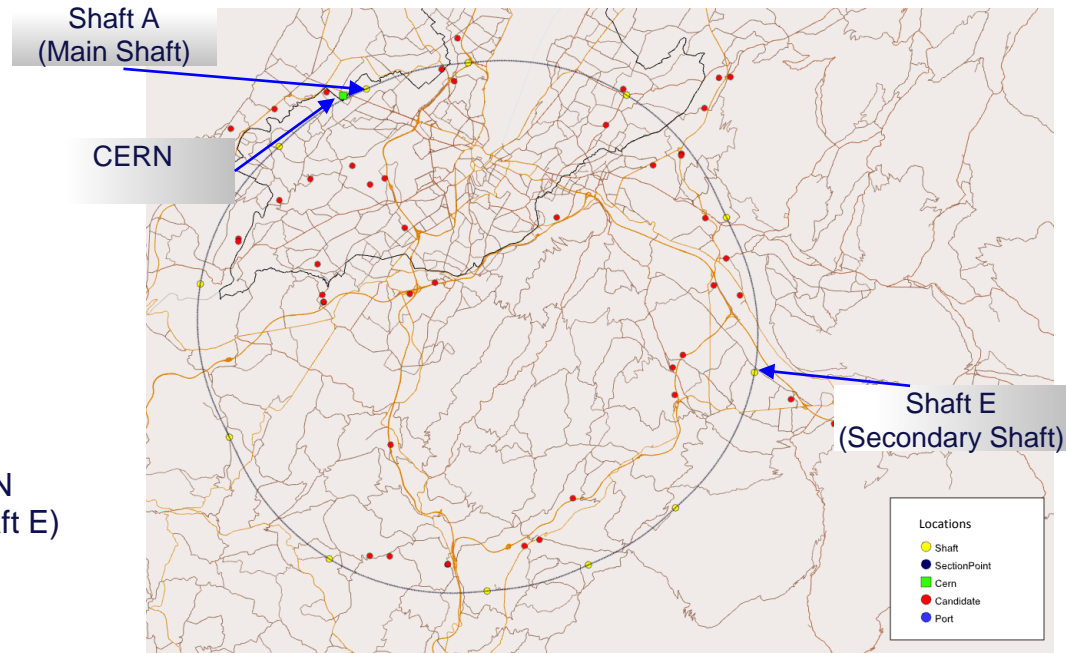 Shaft A
(Main Shaft)
CERN
Shaft E
(Secondary Shaft)
N
ft E)
Locations
Shaft
SectionPoint
Cern
Candidate
Port